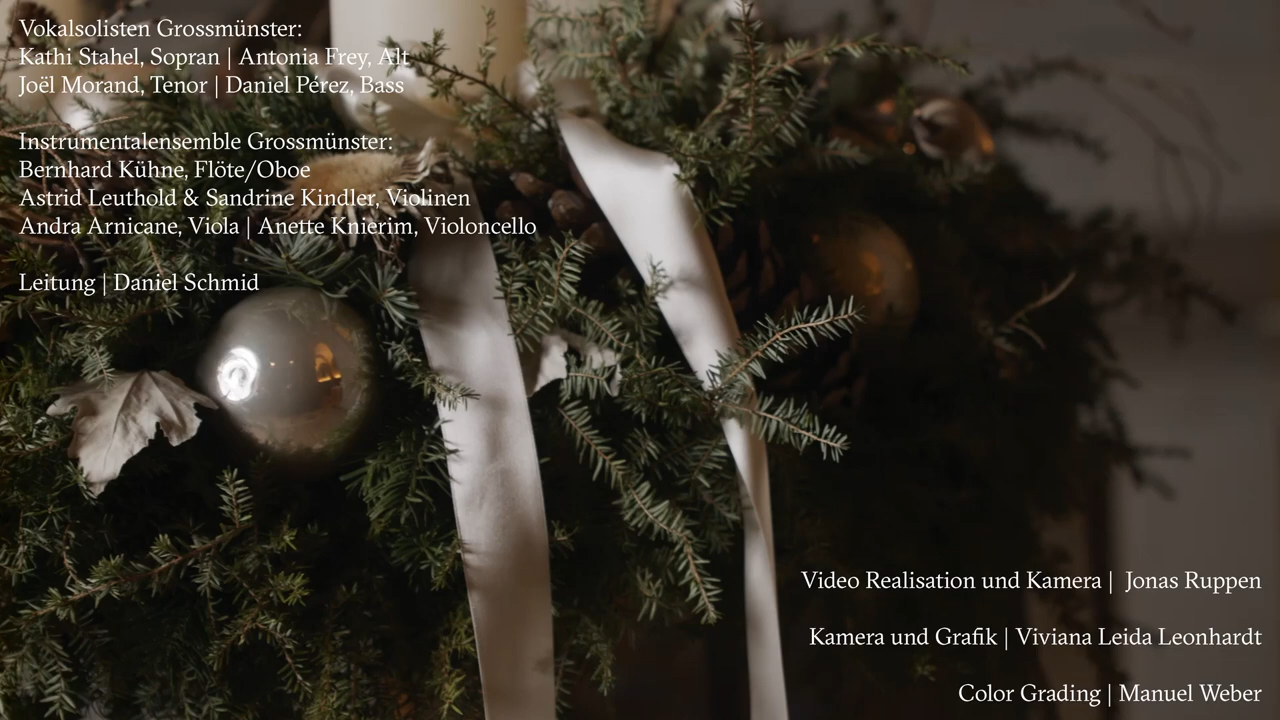 Vokalsolisten Grossmünster:
Kathi Stahel, Sopran | Antonia Frey, Alt
Joël Morand, Tenor | Daniel Pérez, Bass
Instrumentalensemble Grossmünster:
Bernhard Kühne, Flöte/Oboe
Astrid Leuthold & Sandrine Kindler, Violinen
Andra Arnicane, Viola | Anette Knierim, Violoncello
Leitung | Daniel Schmid
Video Realisation und Kamera | Jonas Ruppen
Kamera und Grafik | Viviana Leida Leonhardt
Color Grading | Manuel Weber